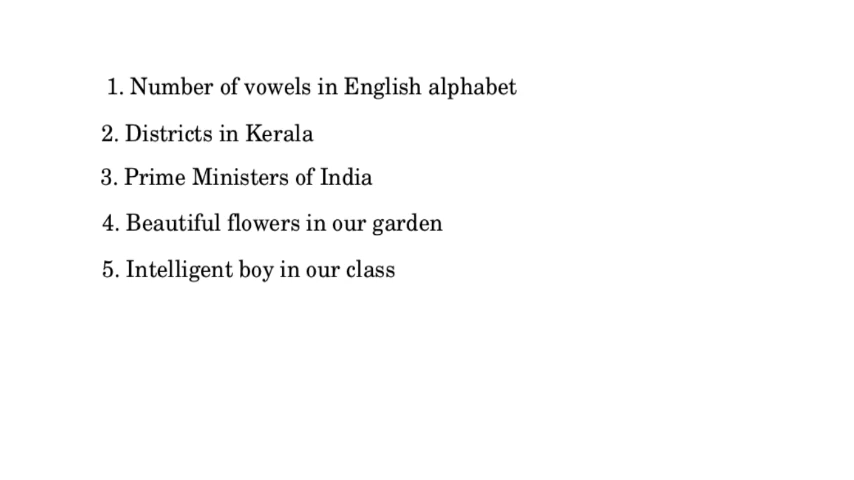 1. Number of vowels in English alphabet
2. Districts in Kerala
3. Prime Ministers of India
4. Beautiful flowers in our garden
5. Intelligent boy in our class